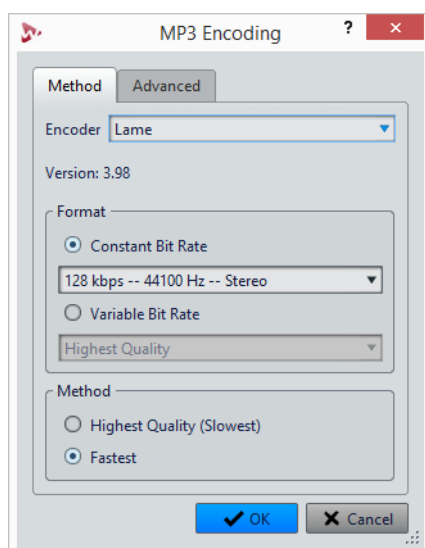 MP3 Encoding ?
Method Advanced
Encoder Lame
Version: 3.98
Format
Constant Bit Rate
128 kbps -- 44100 Hz -- Stereo
Variable Bit Rate
Highest Quality
Method
Highest Quality (Slowest)
Fastest
OK Cancel